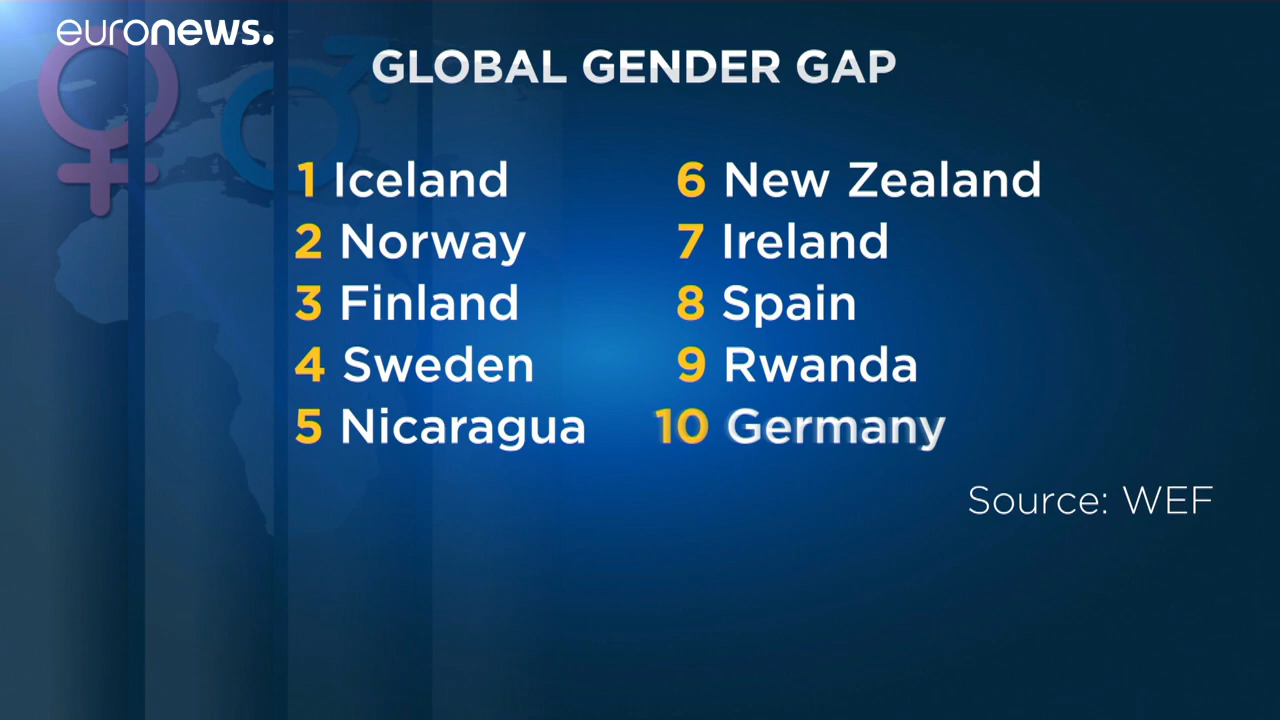 euronews.
GLOBAL GENDER GAP
1 Iceland
2 Norway
3 Finland
4 Sweden
5 Nicaragua
6 New Zealand
7 Ireland
8 Spain
9 Rwanda
10 Germany
Source: WEF